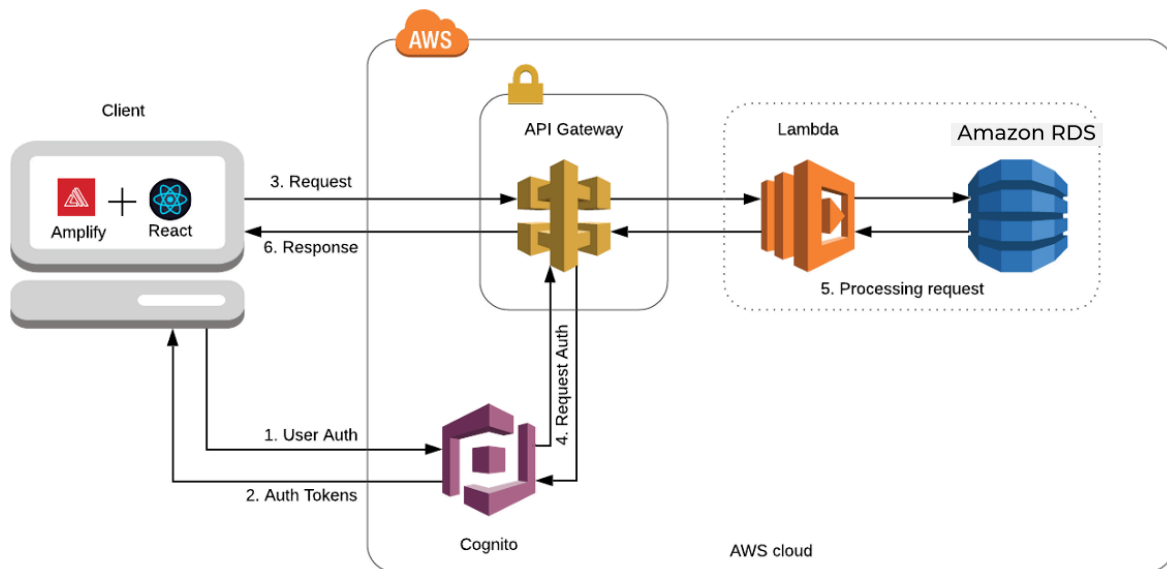 AWS
Client
API Gateway
Lambda
Amazon RDS
3. Request
Amplify
React
6. Response
5. Processing request
4. Request Auth
1. User Auth
2. Auth Tokens
Cognito
AWS cloud